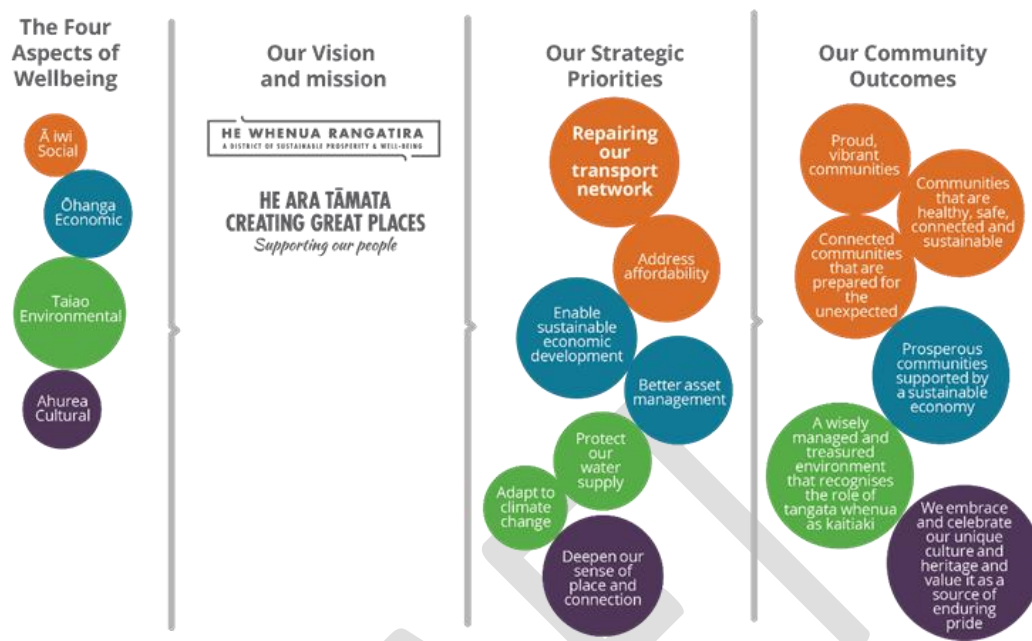 The Four
Aspects of
Wellbeing
Ā iwi
Social
Ōhanga
Economic
Taiao
Environmental
Ahurea
Cultural
Our Vision
and mission
HE WHENUA RANGATIRA
A DISTRICT OF SUSTAINABLE PROSPERITY & WELL-BEING
HE ARA TĀMATA
CREATING GREAT PLACES
Supporting our people
Our Strategic
Priorities
Repairing
our
transport
network
Address
affordability
Enable
sustainable
economic
development
Better asset
management
Protect
our
water
supply
Adapt to
climate
change
Deepen our
sense of
place and
connection
Our Community
Outcomes
Proud,
vibrant
communities
Communities
that are
healthy, safe,
connected and
sustainable
Connected
communities
that are
prepared for
the
unexpected
Prosperous
communities
supported by
a sustainable
economy
A wisely
managed and
treasured
environment
that recognises
the role of
tangata whenua
as kaitiaki
We embrace
and celebrate
our unique
culture and
heritage and
value it as a
source of
enduring
pride